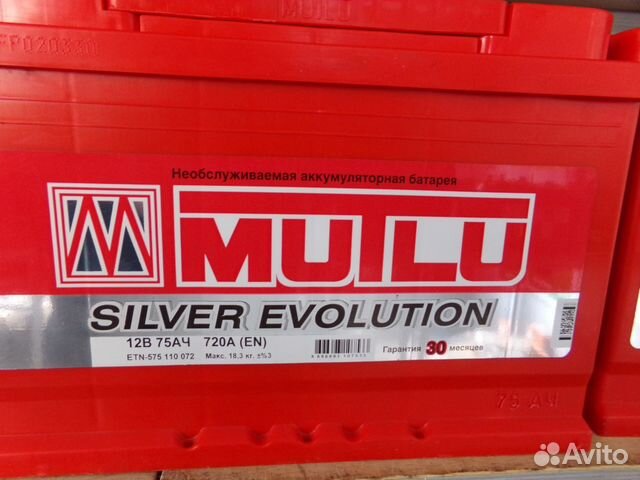 MUTLU
FP020330
Необслуживаемая аккумуляторная батарея
MUTLU
SILVER EVOLUTION
12В 75АЧ 720А (EN)
ETN-575 110 072 Макс. 18,3 кг. ±%3
Гарантия 30 месяцев
75 АЧ
Avito